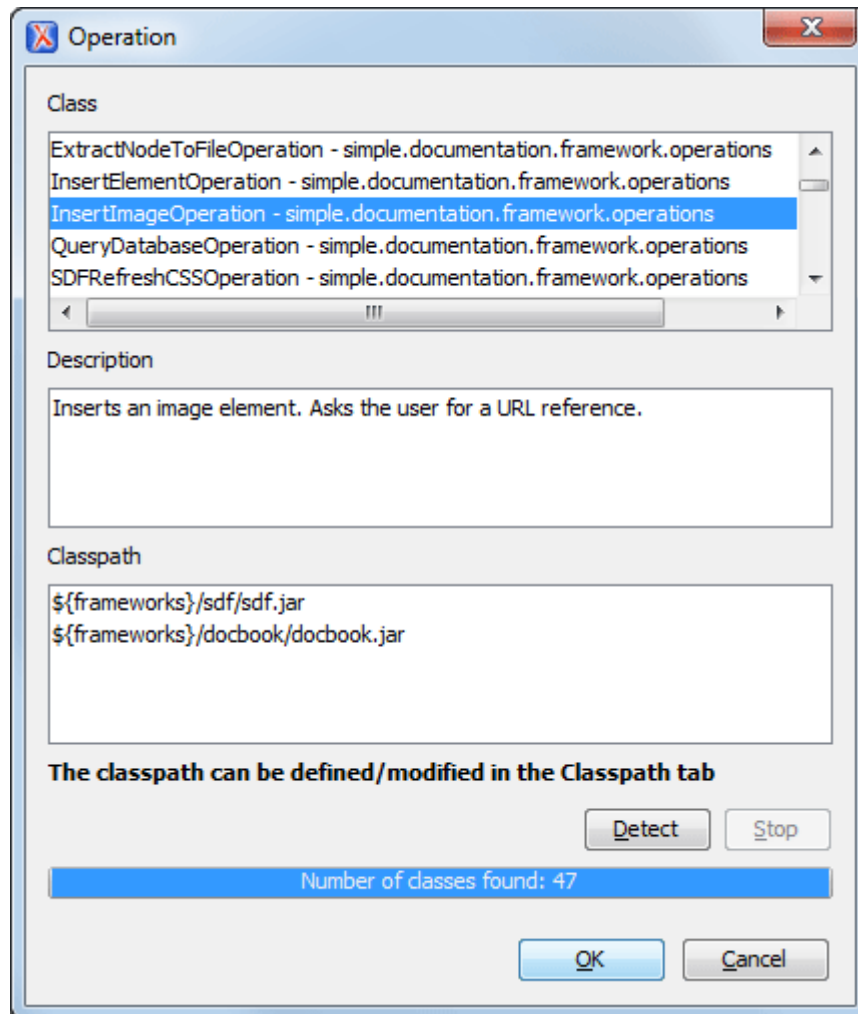 Operation
Class
ExtractNodeToFileOperation - simple.documentation.framework.operations
InsertElementOperation - simple.documentation.framework.operations
InsertImageOperation - simple.documentation.framework.operations
QueryDatabaseOperation - simple.documentation.framework.operations
SDFRefreshCSSOperation - simple.documentation.framework.operations
Description
Inserts an image element. Asks the user for a URL reference.
Classpath
${frameworks}/sdf/sdf.jar
${frameworks}/docbook/docbook.jar
The classpath can be defined/modified in the Classpath tab
Detect Stop
Number of classes found: 47
OK Cancel